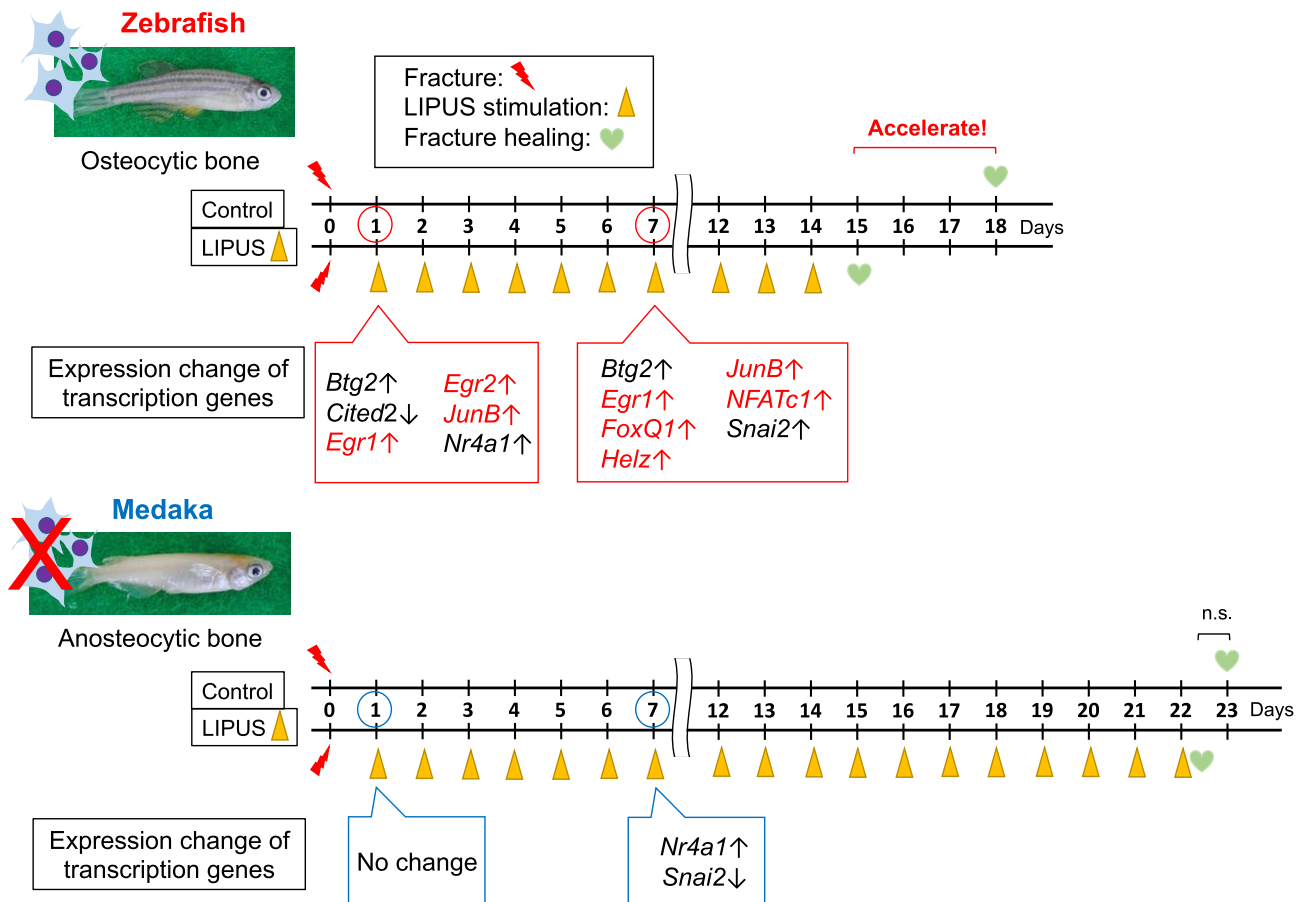 Zebrafish
Osteocytic bone
Fracture:
LIPUS stimulation:
Fracture healing:
Accelerate!
Control
LIPUS
0 1 2 3 4 5 6 7 12 13 14 15 16 17 18 Days
Expression change of
transcription genes
Btg2↑ Egr2↑
Cited2↓ JunB↑
Egr1↑ Nr4a1↑
Btg2↑ JunB↑
Egr1↑ NFATc1↑
FoxQ1↑ Snai2↑
Helz↑
Medaka
Anosteocytic bone
n.s.
Control
LIPUS
0 1 2 3 4 5 6 7 12 13 14 15 16 17 18 19 20 21 22 23 Days
Expression change of
transcription genes
No change
Nr4a1↑
Snai2↓